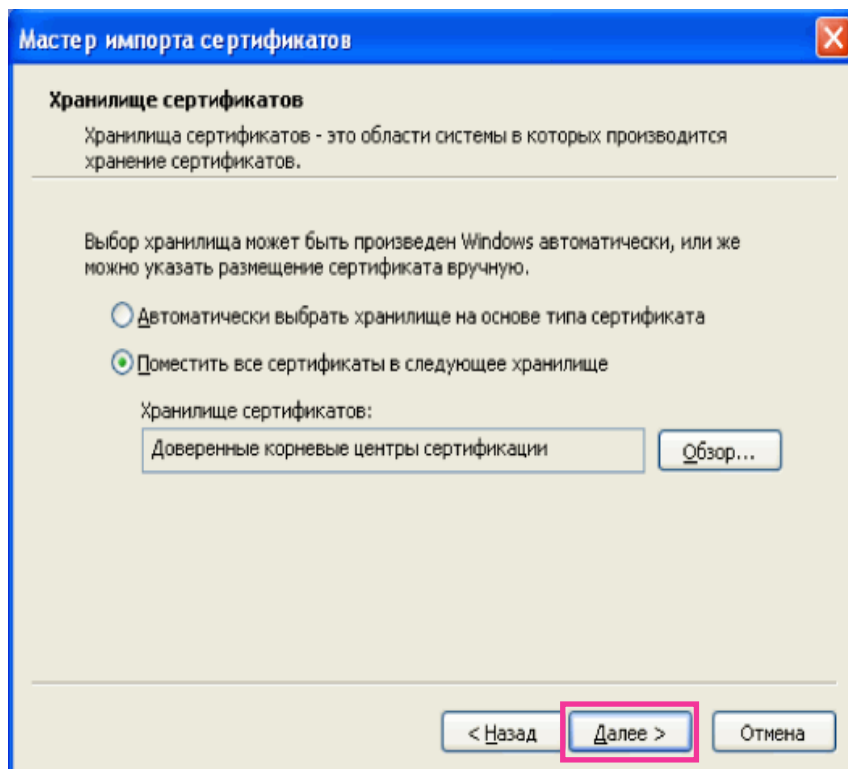 Мастер импорта сертификатов
Хранилище сертификатов
Хранилища сертификатов - это области системы в которых производится
хранение сертификатов.
Выбор хранилища может быть произведен Windows автоматически, или же
можно указать размещение сертификата вручную.
Автоматически выбрать хранилище на основе типа сертификата
Поместить все сертификаты в следующее хранилище
Хранилище сертификатов:
Доверенные корневые центры сертификации
Обзор...
< Назад
Далее >
Отмена